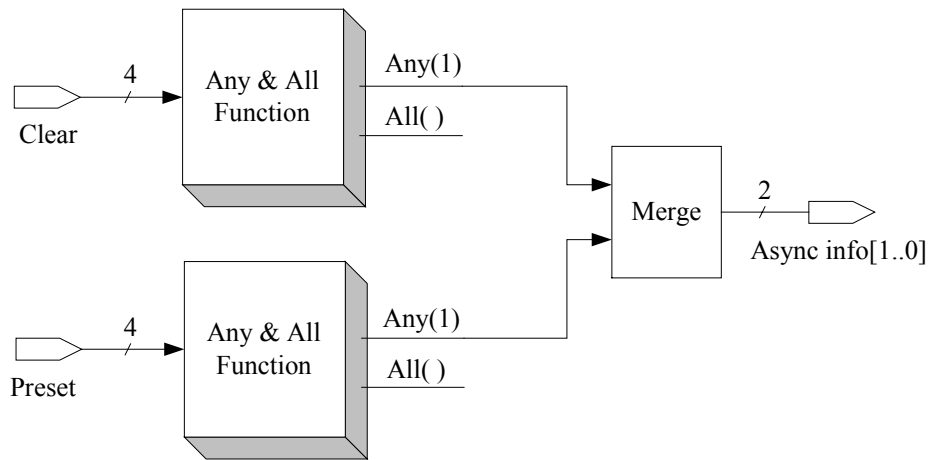 4
Clear
Any & All
Function
Any(1)
All( )
Merge
2
Async info[1..0]
4
Preset
Any & All
Function
Any(1)
All( )